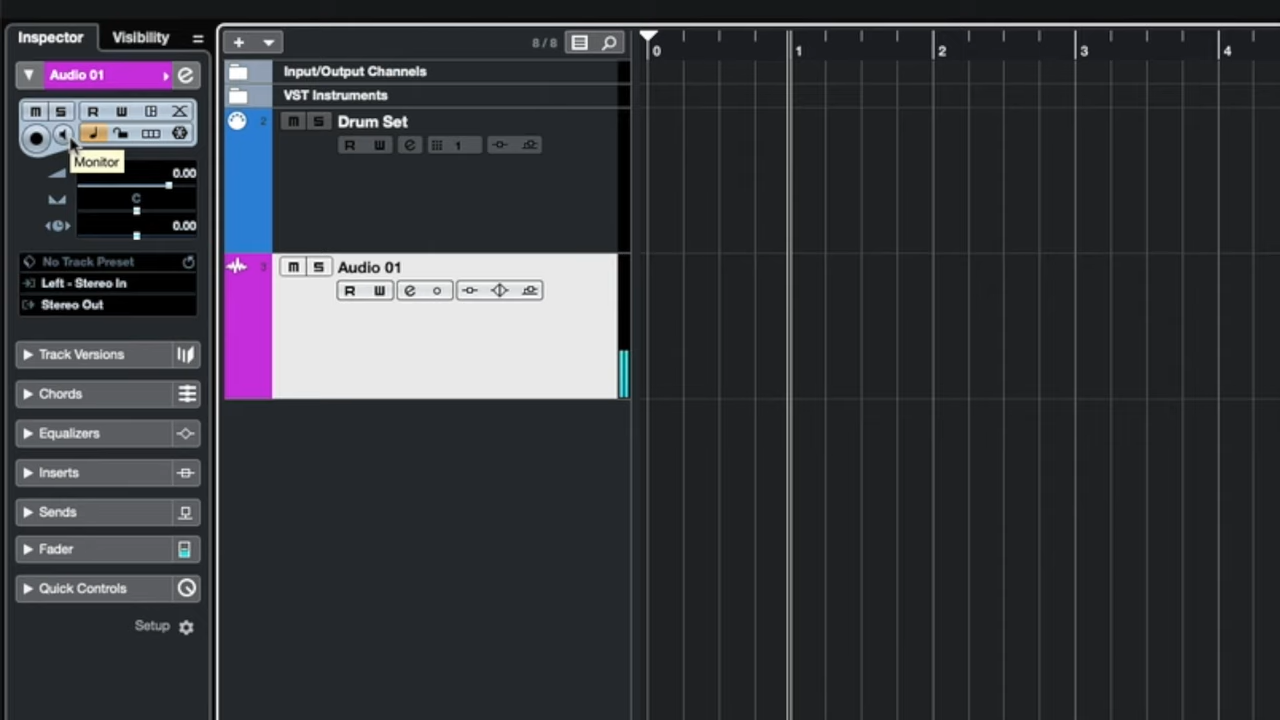 Inspector Visibility
Audio 01
M S R W
Monitor
0.00
C
0.00
No Track Preset
Left - Stereo In
Stereo Out
Track Versions
Chords
Equalizers
Inserts
Sends
Fader
Quick Controls
Setup
+ 8/8
Input/Output Channels
VST Instruments
2 M S Drum Set
R W e 1
3 M S Audio 01
R W e
0 1 2 3 4